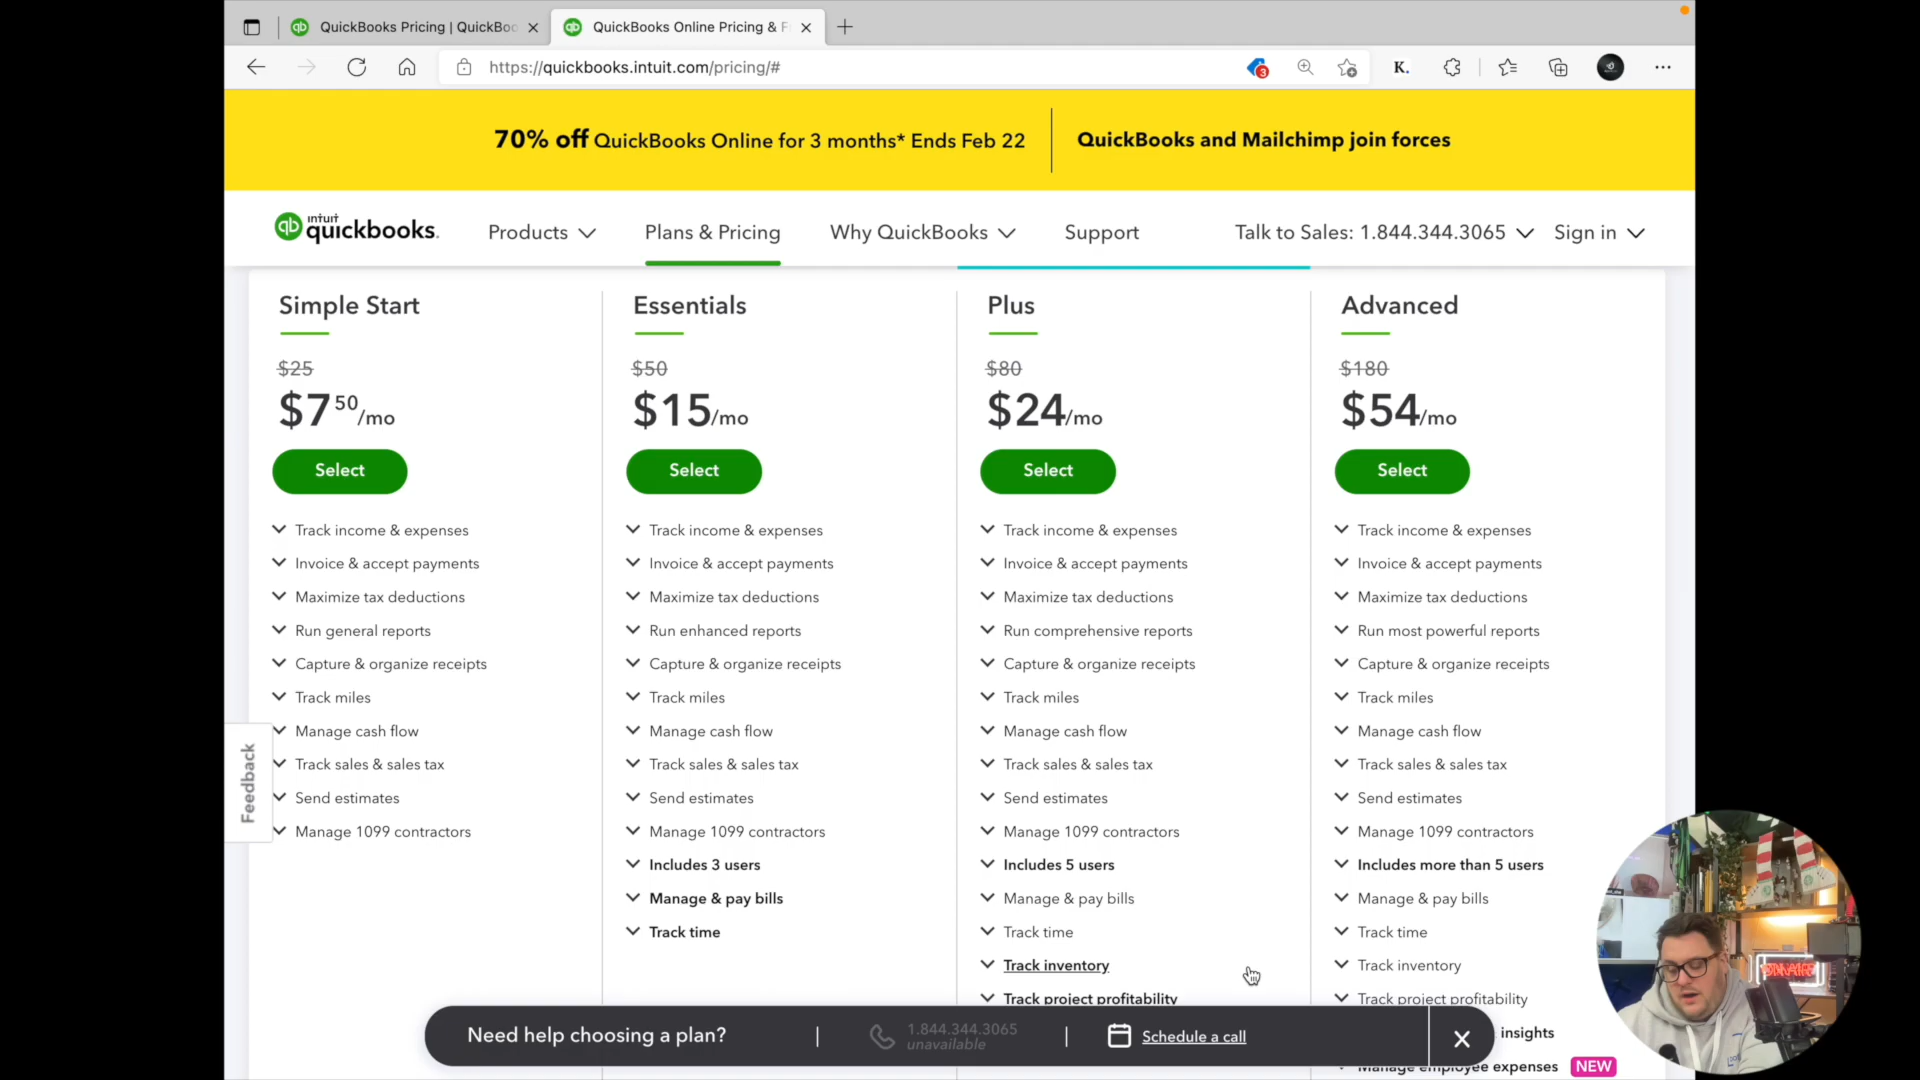 QuickBooks Pricing | QuickBo
QuickBooks Online Pricing & F
https://quickbooks.intuit.com/pricing/#
3
K.
70% off QuickBooks Online for 3 months* Ends Feb 22
QuickBooks and Mailchimp join forces
qb intuit quickbooks.
Products
Plans & Pricing
Why QuickBooks
Support
Talk to Sales: 1.844.344.3065
Sign in
Simple Start
$25
$7 50/mo
Select
Track income & expenses
Invoice & accept payments
Maximize tax deductions
Run general reports
Capture & organize receipts
Track miles
Manage cash flow
Track sales & sales tax
Send estimates
Manage 1099 contractors
Essentials
$50
$15/mo
Select
Track income & expenses
Invoice & accept payments
Maximize tax deductions
Run enhanced reports
Capture & organize receipts
Track miles
Manage cash flow
Track sales & sales tax
Send estimates
Manage 1099 contractors
Includes 3 users
Manage & pay bills
Track time
Plus
$80
$24/mo
Select
Track income & expenses
Invoice & accept payments
Maximize tax deductions
Run comprehensive reports
Capture & organize receipts
Track miles
Manage cash flow
Track sales & sales tax
Send estimates
Manage 1099 contractors
Includes 5 users
Manage & pay bills
Track time
Track inventory
Track project profitability
Advanced
$180
$54/mo
Select
Track income & expenses
Invoice & accept payments
Maximize tax deductions
Run most powerful reports
Capture & organize receipts
Track miles
Manage cash flow
Track sales & sales tax
Send estimates
Manage 1099 contractors
Includes more than 5 users
Manage & pay bills
Track time
Track inventory
Track project profitability
insights
Manage employee expenses NEW
Feedback
Need help choosing a plan?
1.844.344.3065
unavailable
Schedule a call